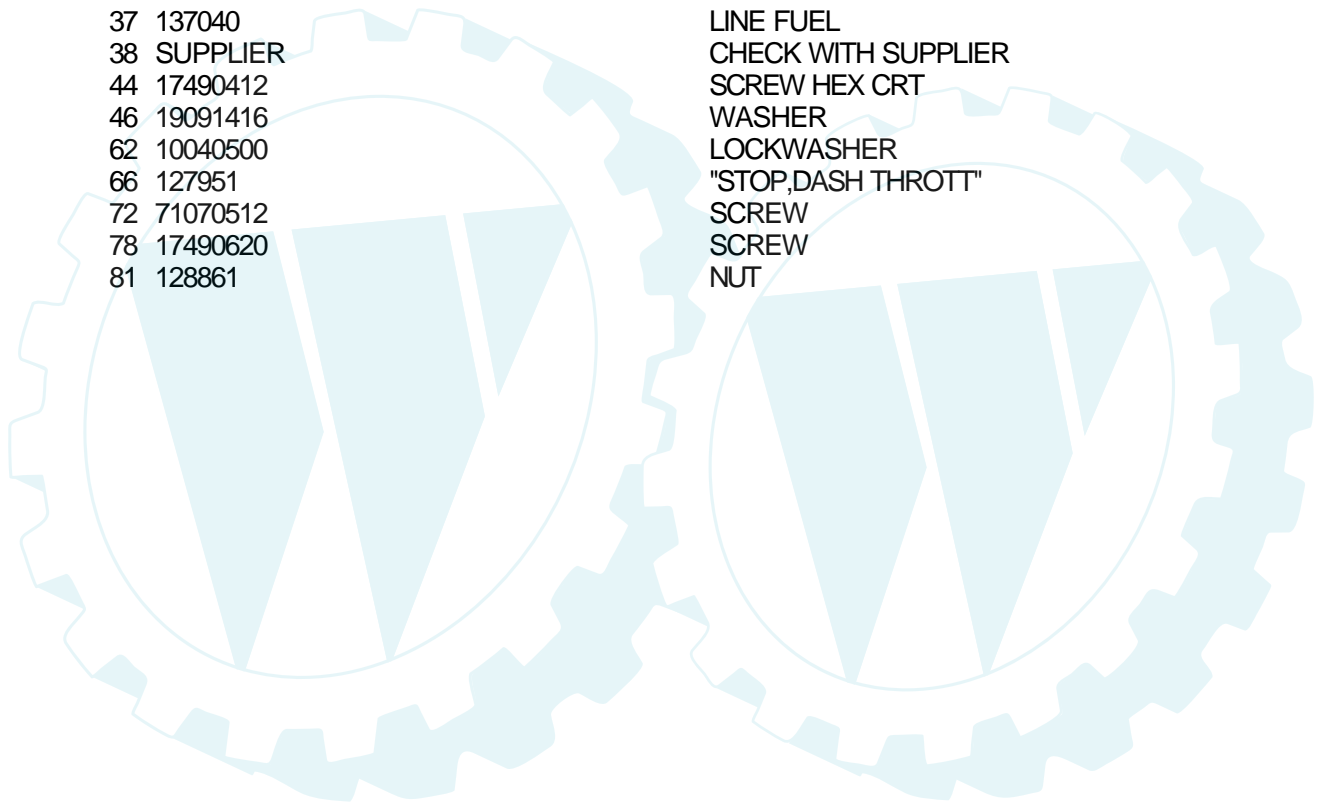 37 137040 LINE FUEL
38 SUPPLIER CHECK WITH SUPPLIER
44 17490412 SCREW HEX CRT
46 19091416 WASHER
62 10040500 LOCKWASHER
66 127951 "STOP,DASH THROTT"
72 71070512 SCREW
78 17490620 SCREW
81 128861 NUT